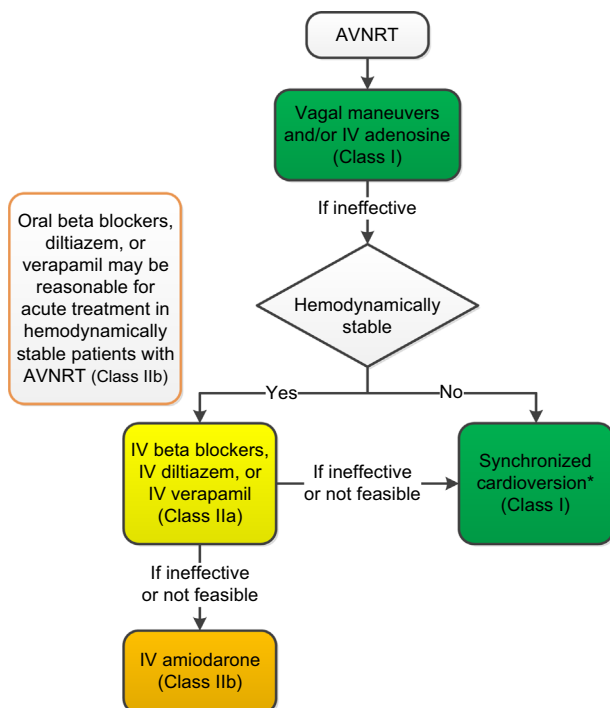 AVNRT
Vagal maneuvers
and/or IV adenosine
(Class I)
If ineffective
Oral beta blockers,
diltiazem, or
verapamil may be
reasonable for
acute treatment in
hemodynamically
stable patients with
AVNRT (Class IIb)
Hemodynamically
stable
Yes
No
IV beta blockers,
IV diltiazem, or
IV verapamil
(Class IIa)
If ineffective
or not feasible
Synchronized
cardioversion*
(Class I)
If ineffective
or not feasible
IV amiodarone
(Class IIb)